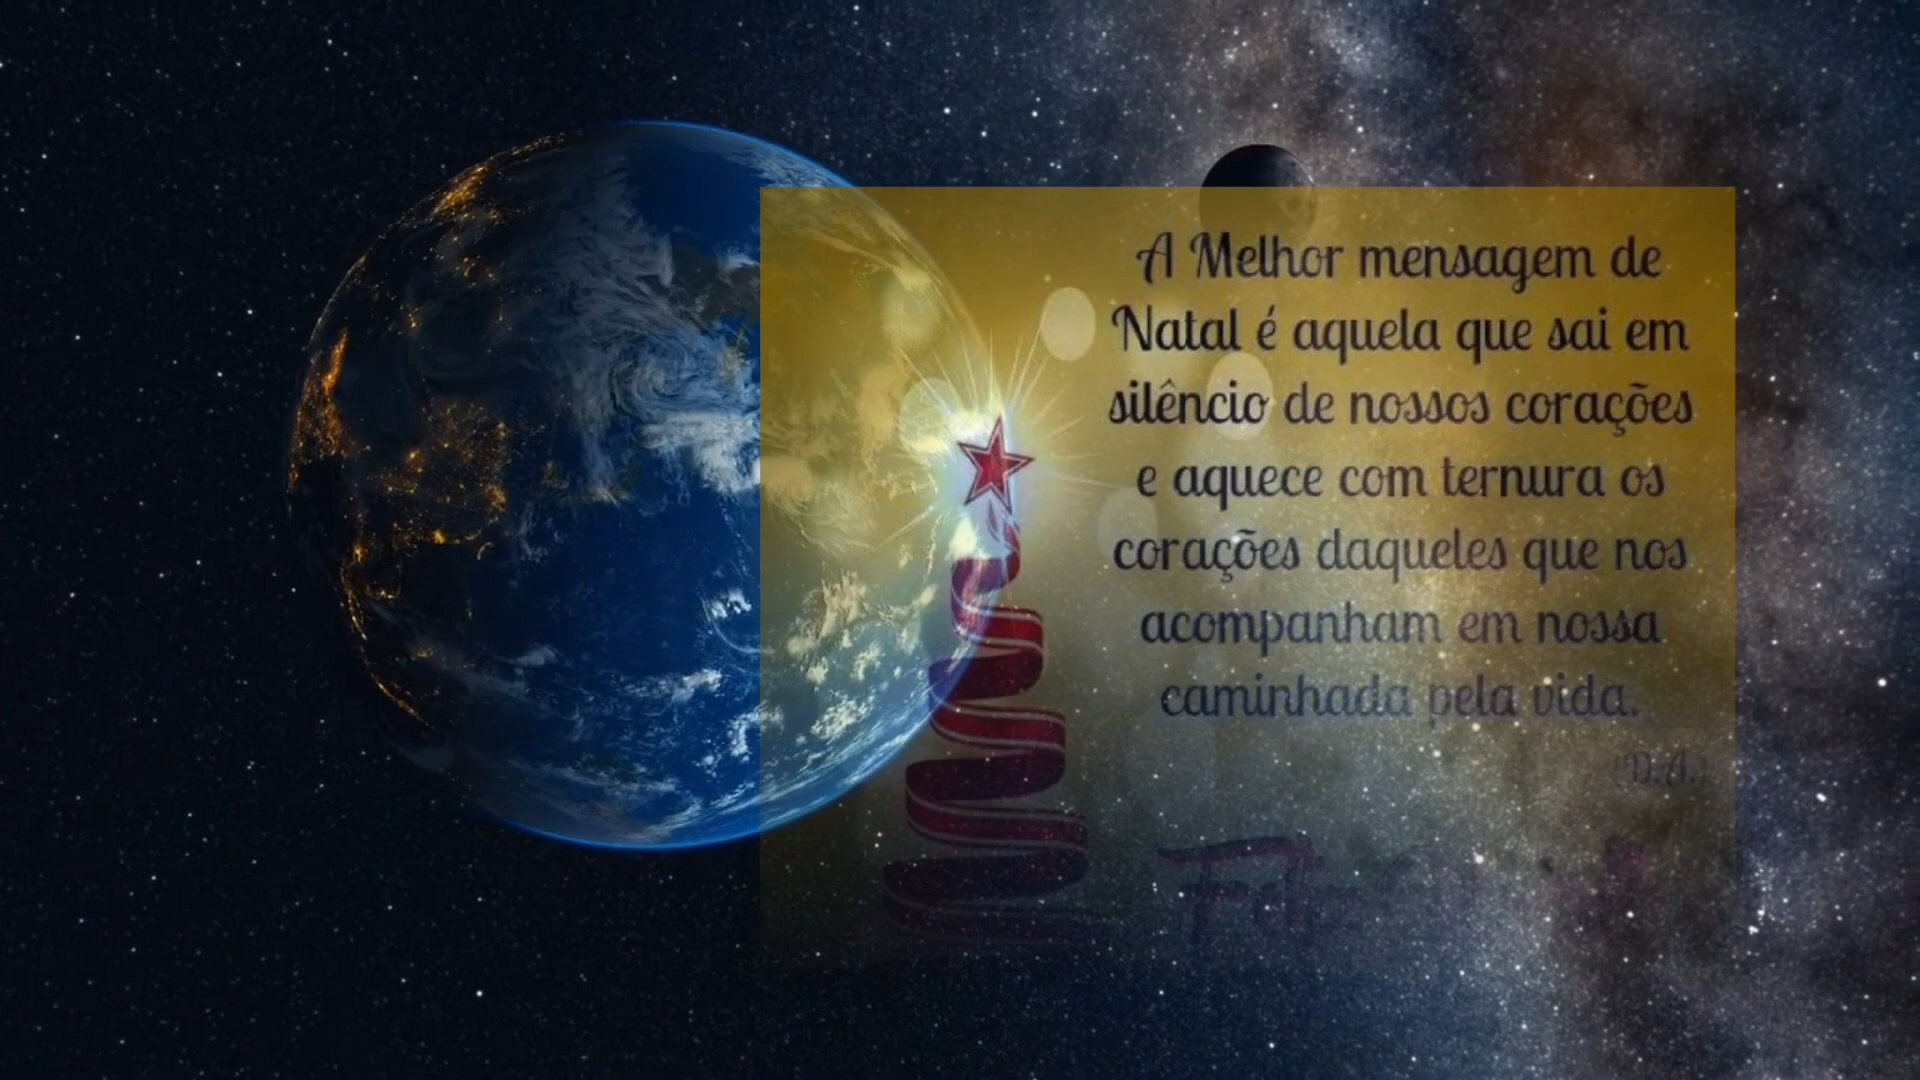 A Melhor mensagem de
Natal é aquela que sai em
silêncio de nossos corações
e aquece com ternura os
corações daqueles que nos
acompanham em nossa
caminhada pela vida.
(D.A.)